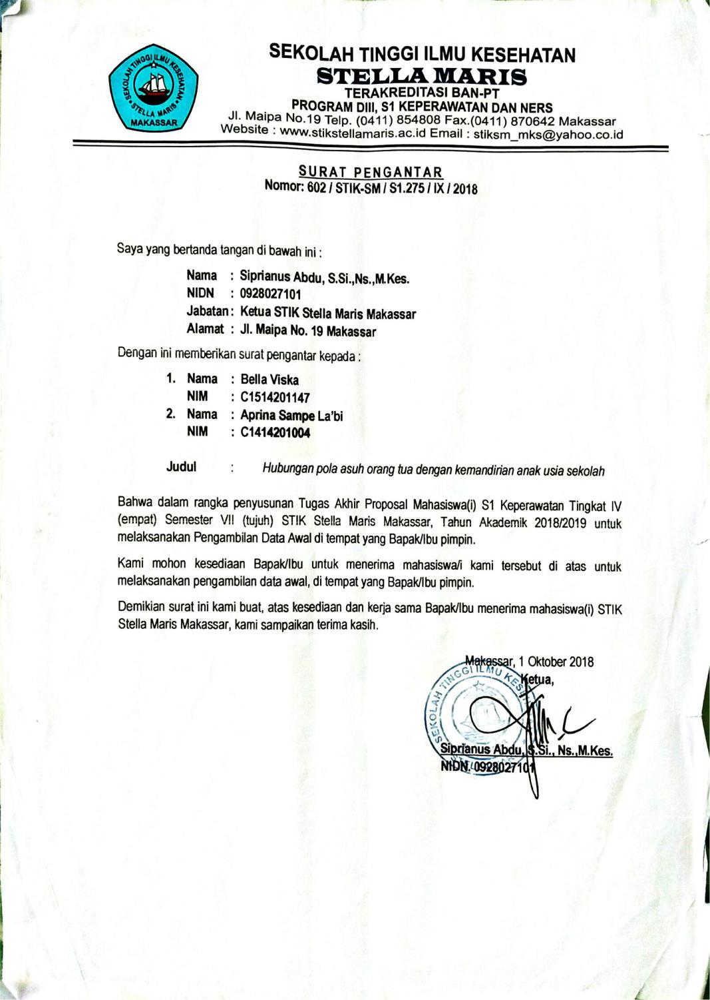 SEKOLAH TINGGI ILMU KESEHATAN
STELLA MARIS
MAKASSAR
SEKOLAH TINGGI ILMU KESEHATAN
STELLA MARIS
TERAKREDITASI BAN-PT
PROGRAM DIII, S1 KEPERAWATAN DAN NERS
Jl. Maipa No.19 Telp. (0411) 854808 Fax.(0411) 870642 Makassar
Website : www.stikstellamaris.ac.id Email : stiksm_mks@yahoo.co.id
SURAT PENGANTAR
Nomor: 602 / STIK-SM / S1.275 / IX / 2018
Saya yang bertanda tangan di bawah ini :
Nama : Siprianus Abdu, S.Si.,Ns.,M.Kes.
NIDN : 0928027101
Jabatan : Ketua STIK Stella Maris Makassar
Alamat : Jl. Maipa No. 19 Makassar
Dengan ini memberikan surat pengantar kepada :
1. Nama : Bella Viska
NIM : C1514201147
2. Nama : Aprina Sampe La'bi
NIM : C1414201004
Judul : Hubungan pola asuh orang tua dengan kemandirian anak usia sekolah
Bahwa dalam rangka penyusunan Tugas Akhir Proposal Mahasiswa(i) S1 Keperawatan Tingkat IV
(empat) Semester VII (tujuh) STIK Stella Maris Makassar, Tahun Akademik 2018/2019 untuk
melaksanakan Pengambilan Data Awal di tempat yang Bapak/Ibu pimpin.
Kami mohon kesediaan Bapak/Ibu untuk menerima mahasiswa/i kami tersebut di atas untuk
melaksanakan pengambilan data awal, di tempat yang Bapak/Ibu pimpin.
Demikian surat ini kami buat, atas kesediaan dan kerja sama Bapak/Ibu menerima mahasiswa(i) STIK
Stella Maris Makassar, kami sampaikan terima kasih.
Makassar, 1 Oktober 2018
Ketua,
SEKOLAH TINGGI ILMU
Siprianus Abdu, S.Si., Ns.,M.Kes.
NIDN. 0928027101